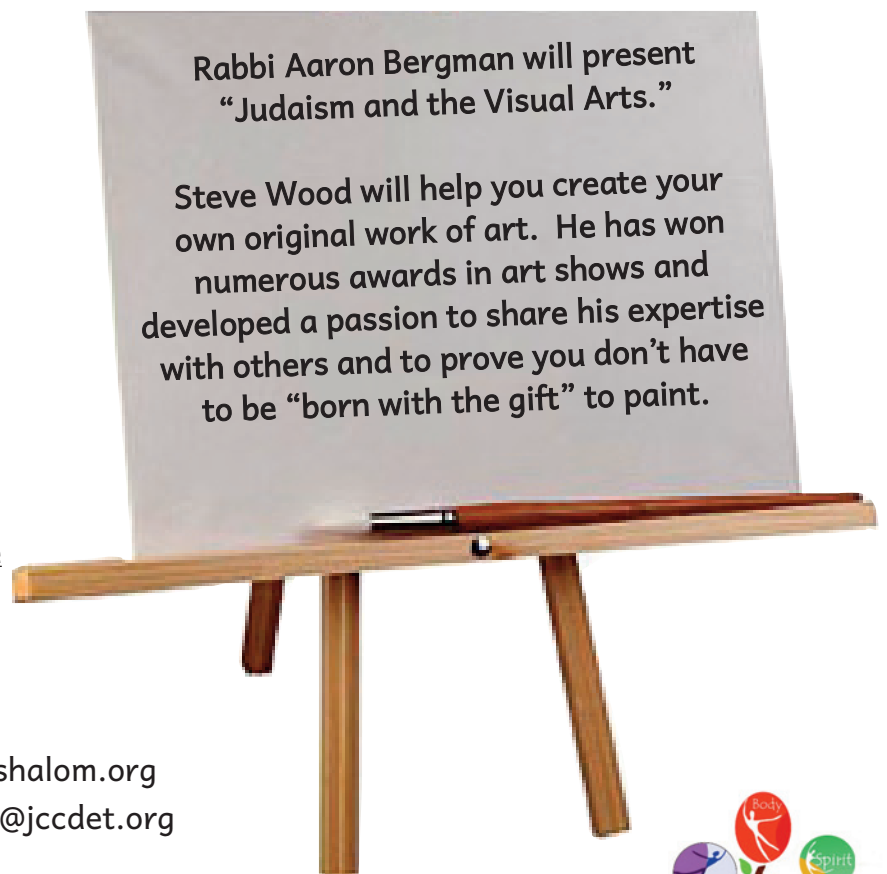 Rabbi Aaron Bergman will present
“Judaism and the Visual Arts.”
Steve Wood will help you create your
own original work of art.  He has won
numerous awards in art shows and
developed a passion to share his expertise
with others and to prove you don’t have
to be “born with the gift” to paint.
shalom.org
@jccdet.org
Body
Spirit